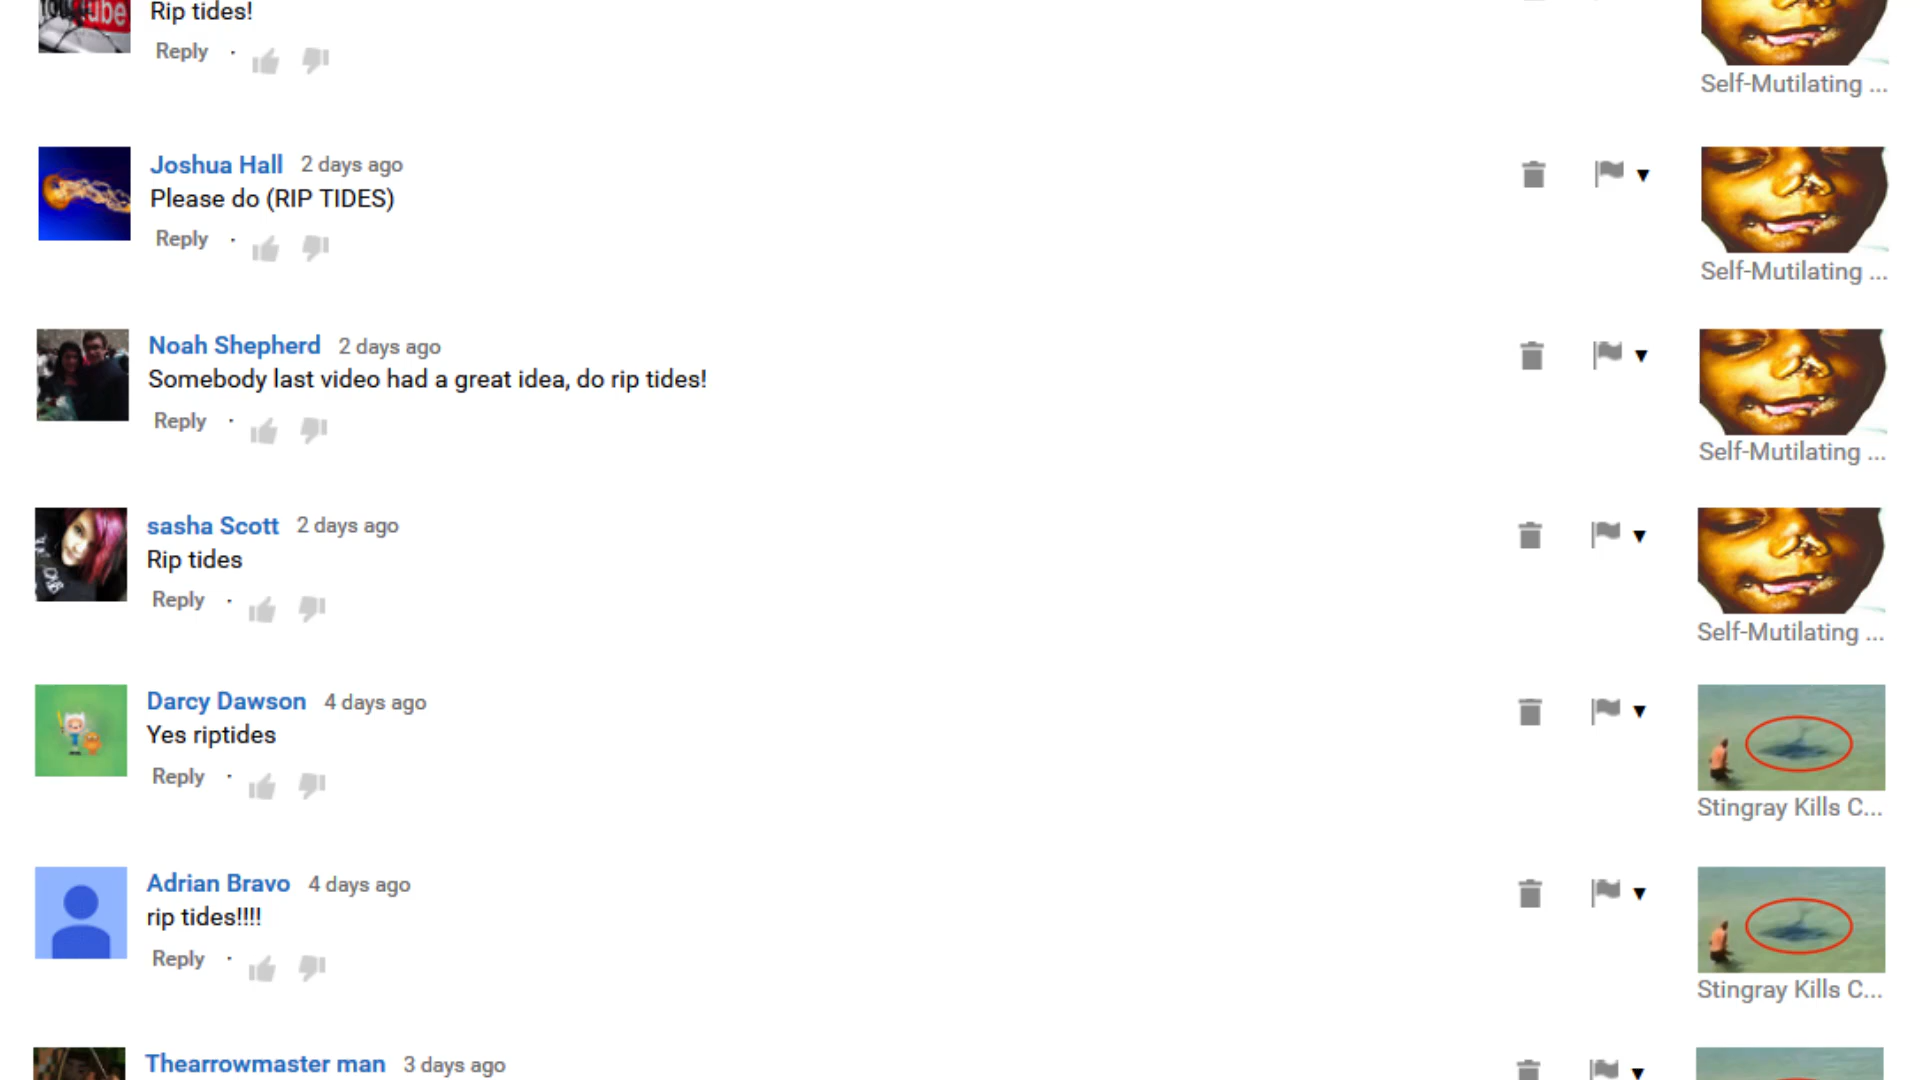 You Tube
Rip tides!
Reply ·
Self-Mutilating ...
Joshua Hall 2 days ago
Please do (RIP TIDES)
Reply ·
Self-Mutilating ...
Noah Shepherd 2 days ago
Somebody last video had a great idea, do rip tides!
Reply ·
Self-Mutilating ...
sasha Scott 2 days ago
Rip tides
Reply ·
Self-Mutilating ...
Darcy Dawson 4 days ago
Yes riptides
Reply ·
Stingray Kills C...
Adrian Bravo 4 days ago
rip tides!!!!
Reply ·
Stingray Kills C...
Thearrowmaster man 3 days ago